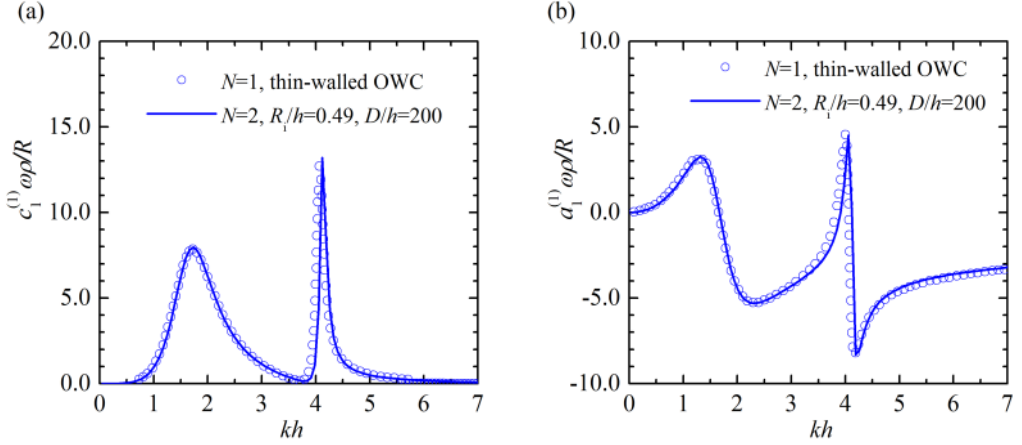 (a)
20.0
15.0
10.0
5.0
0.0
0 1 2 3 4 5 6 7
kh
c₁⁽¹⁾ωρ/R
N=1, thin-walled OWC
N=2, Rᵢ/h=0.49, D/h=200
(b)
10.0
5.0
0.0
-5.0
-10.0
0 1 2 3 4 5 6 7
kh
a₁⁽¹⁾ωρ/R
N=1, thin-walled OWC
N=2, Rᵢ/h=0.49, D/h=200